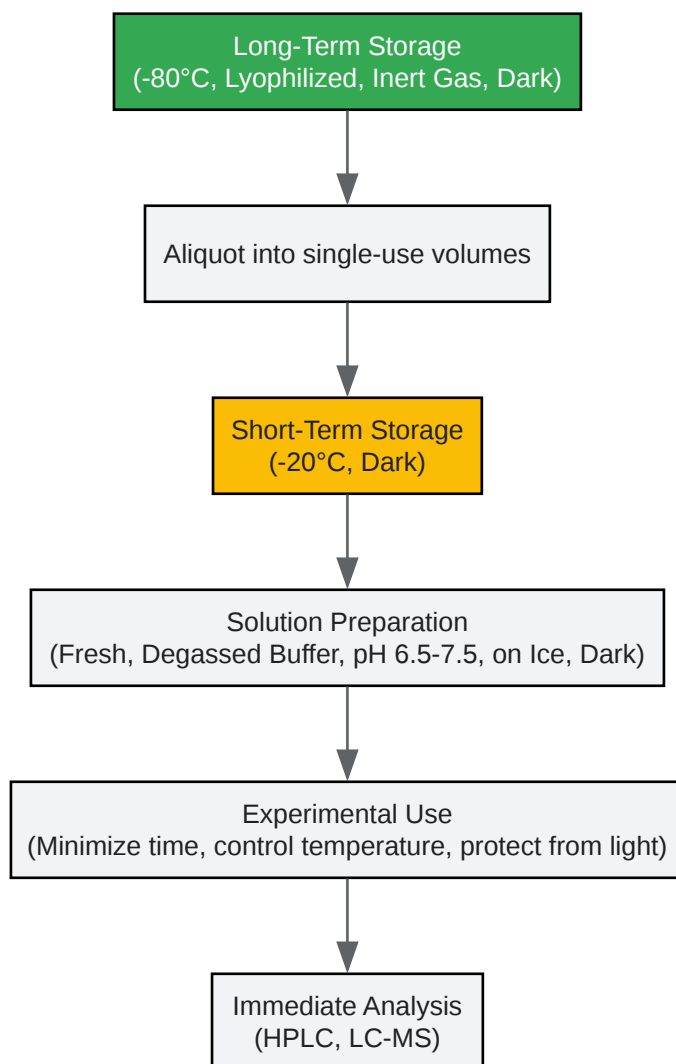 Long-Term Storage
(-80°C, Lyophilized, Inert Gas, Dark)
Aliquot into single-use volumes
Short-Term Storage
(-20°C, Dark)
Solution Preparation
(Fresh, Degassed Buffer, pH 6.5-7.5, on Ice, Dark)
Experimental Use
(Minimize time, control temperature, protect from light)
Immediate Analysis
(HPLC, LC-MS)